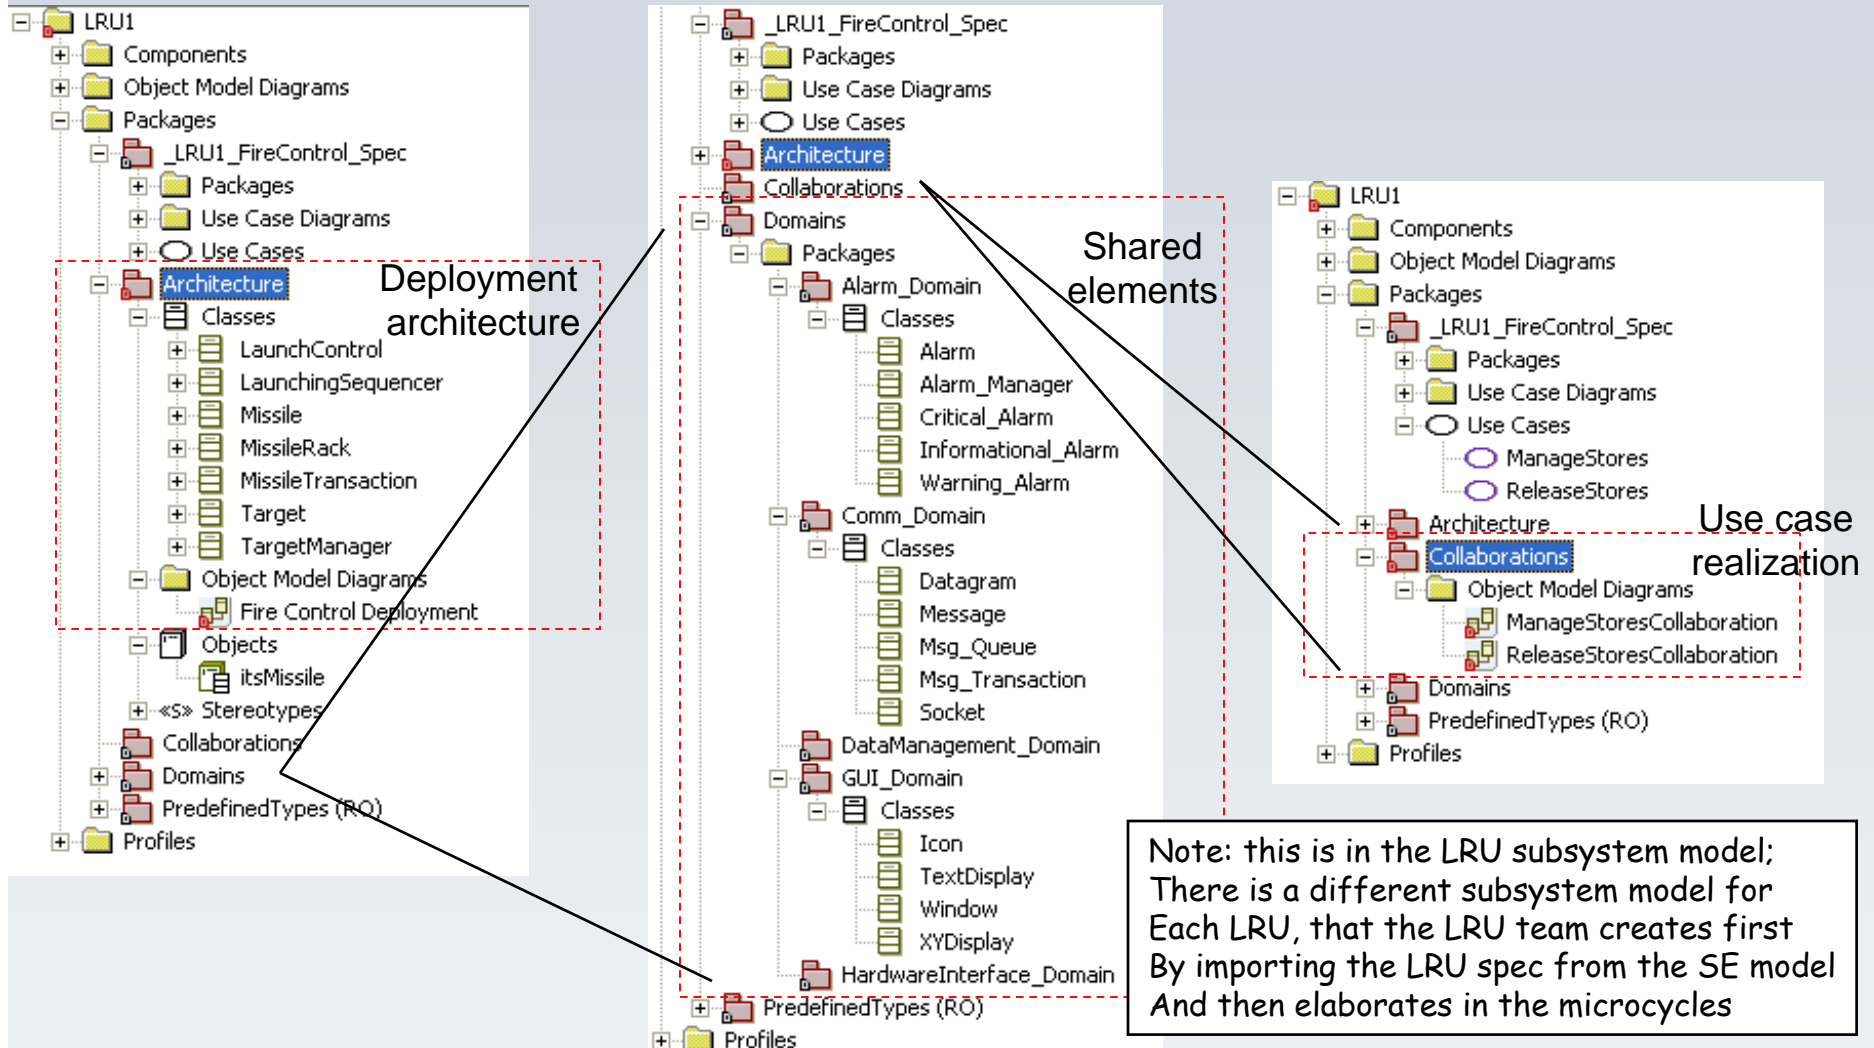 LRU1
Components
Object Model Diagrams
Packages
_LRU1_FireControl_Spec
Packages
Use Case Diagrams
Use Cases
Architecture
Classes
LaunchControl
LaunchingSequencer
Missile
MissileRack
MissileTransaction
Target
TargetManager
Object Model Diagrams
Fire Control Deployment
Objects
itsMissile
«S» Stereotypes
Collaborations
Domains
PredefinedTypes (RO)
Profiles
Deployment
architecture
_LRU1_FireControl_Spec
Packages
Use Case Diagrams
Use Cases
Architecture
Collaborations
Domains
Packages
Alarm_Domain
Classes
Alarm
Alarm_Manager
Critical_Alarm
Informational_Alarm
Warning_Alarm
Comm_Domain
Classes
Datagram
Message
Msg_Queue
Msg_Transaction
Socket
DataManagement_Domain
GUI_Domain
Classes
Icon
TextDisplay
Window
XYDisplay
HardwareInterface_Domain
PredefinedTypes (RO)
Profiles
Shared
elements
LRU1
Components
Object Model Diagrams
Packages
_LRU1_FireControl_Spec
Packages
Use Case Diagrams
Use Cases
ManageStores
ReleaseStores
Architecture
Collaborations
Object Model Diagrams
ManageStoresCollaboration
ReleaseStoresCollaboration
Domains
PredefinedTypes (RO)
Profiles
Use case
realization
Note: this is in the LRU subsystem model;
There is a different subsystem model for
Each LRU, that the LRU team creates first
By importing the LRU spec from the SE model
And then elaborates in the microcycles